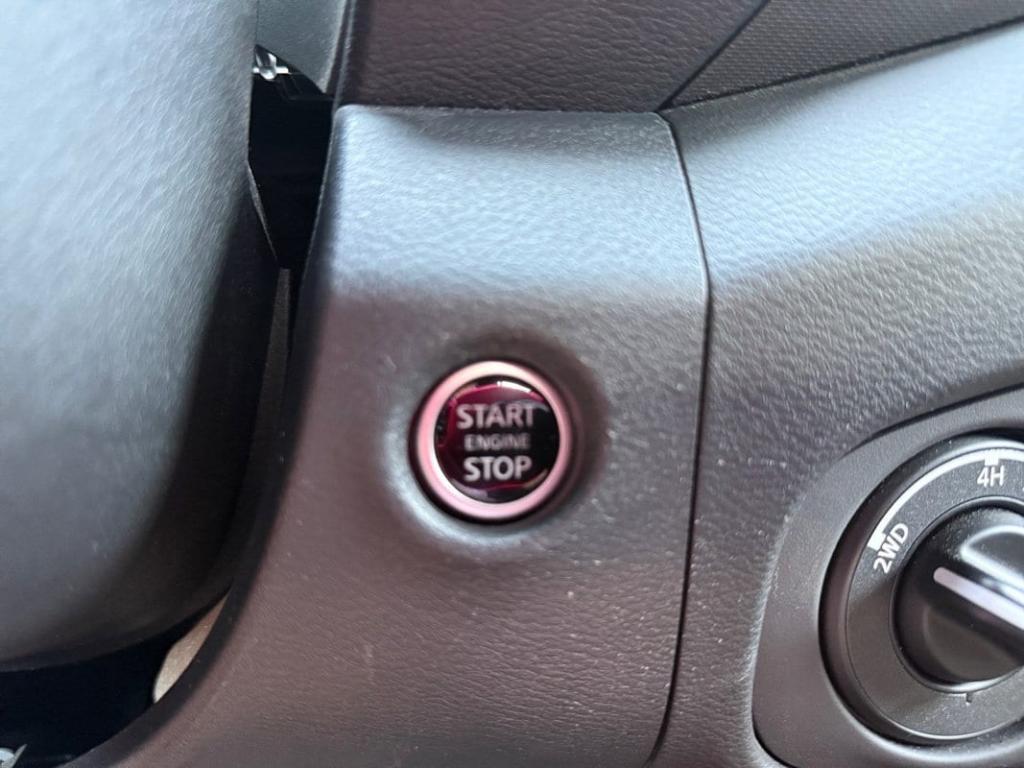 START
ENGINE
STOP
4H
2WD